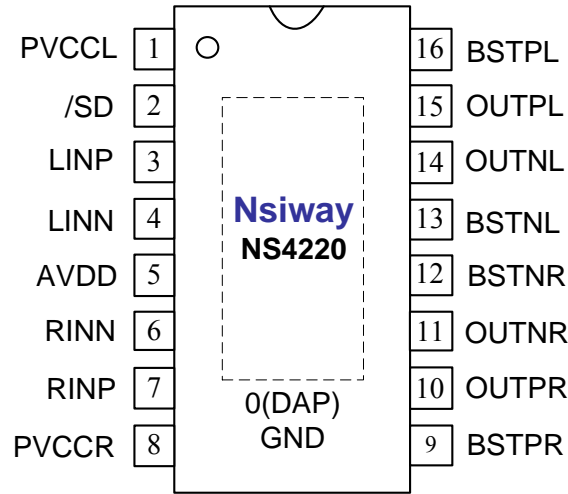 PVCCL 1 16 BSTPL
/SD 2 15 OUTPL
LINP 3 14 OUTNL
LINN 4 13 BSTNL
Nsiway
NS4220
AVDD 5 12 BSTNR
RINN 6 11 OUTNR
RINP 7 10 OUTPR
0(DAP)
GND
PVCCR 8 9 BSTPR